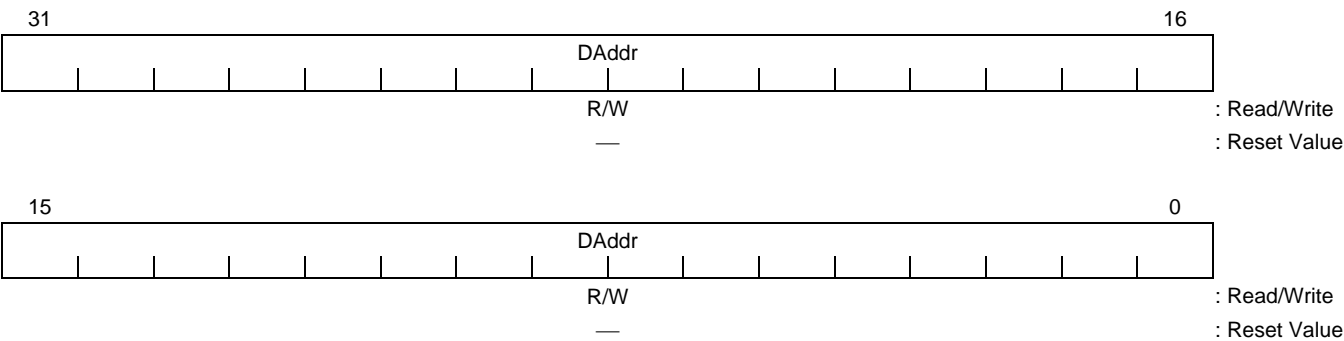 31 16
DAddr
R/W : Read/Write
— : Reset Value
15 0
DAddr
R/W : Read/Write
— : Reset Value